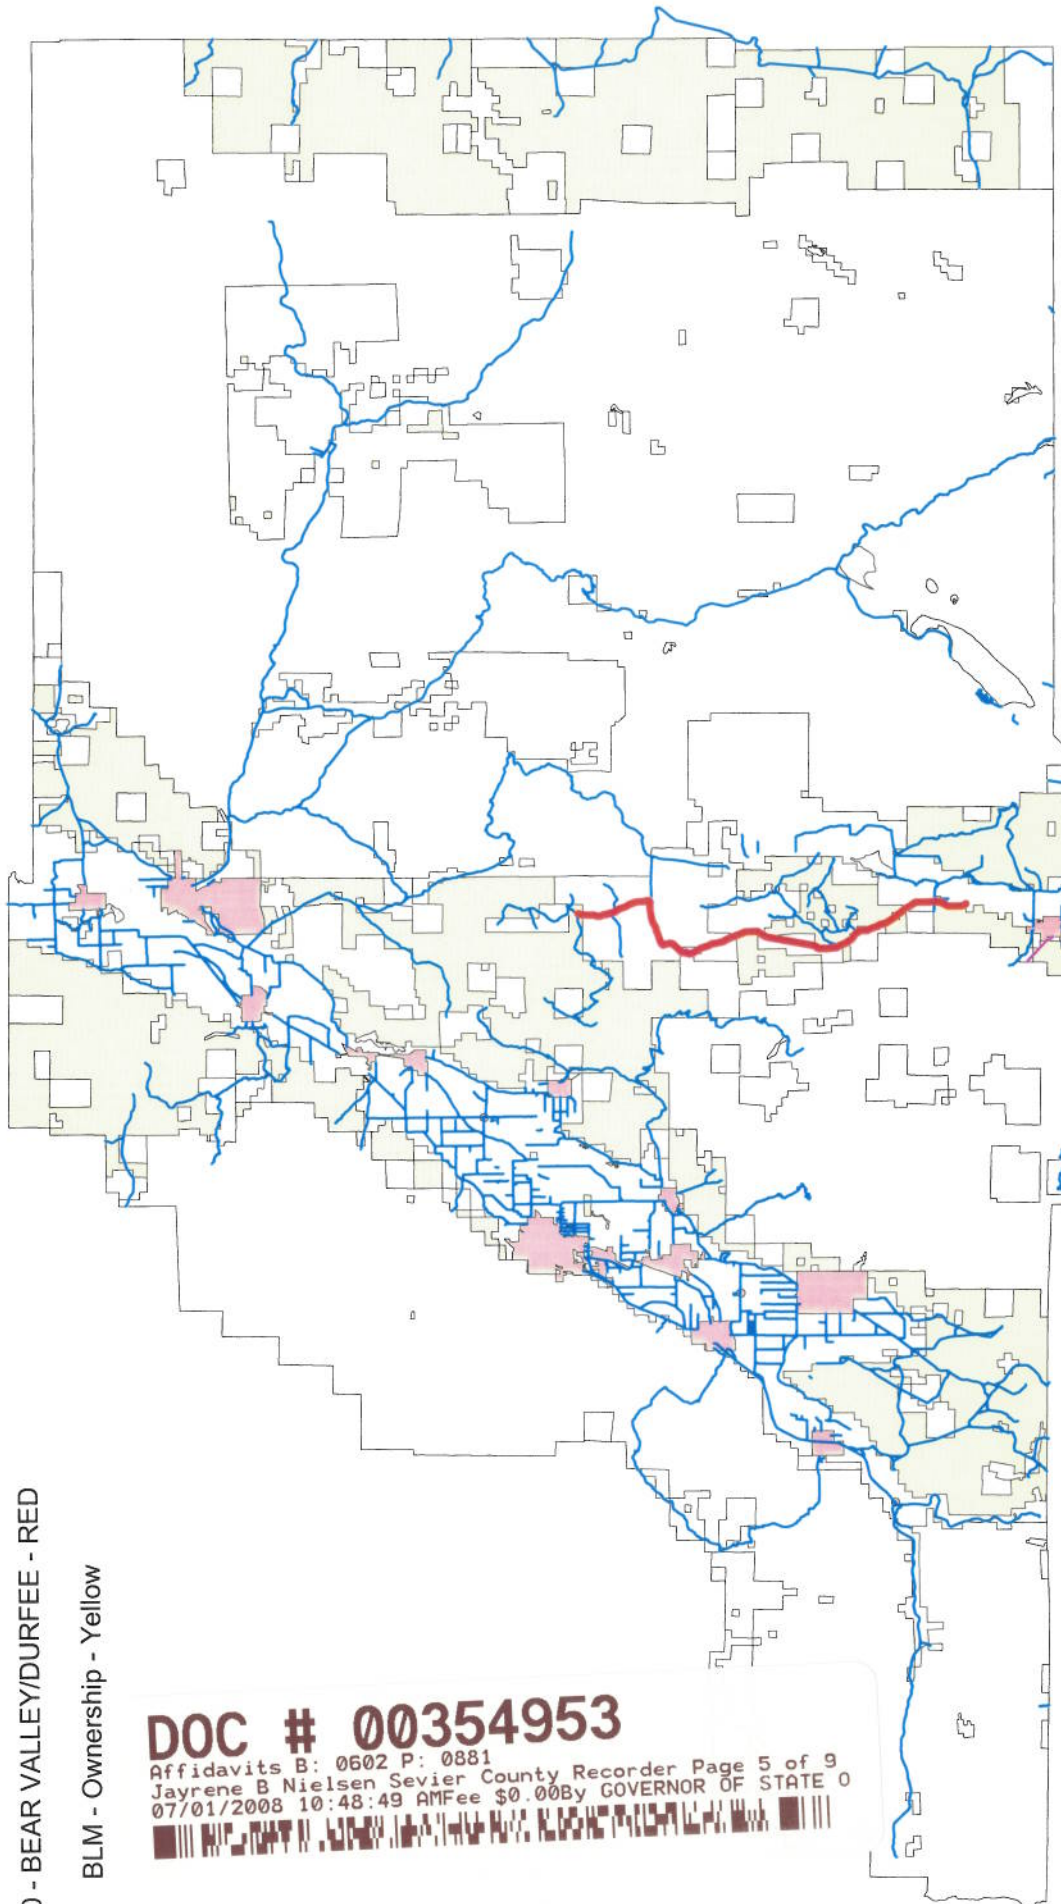 - BEAR VALLEY/DURFEE - RED
BLM - Ownership - Yellow
DOC # 00354953
Affidavits B: 0602 P: 0881
Jayrene B Nielsen Sevier County Recorder Page 5 of 9
07/01/2008 10:48:49 AMFee $0.00By GOVERNOR OF STATE O